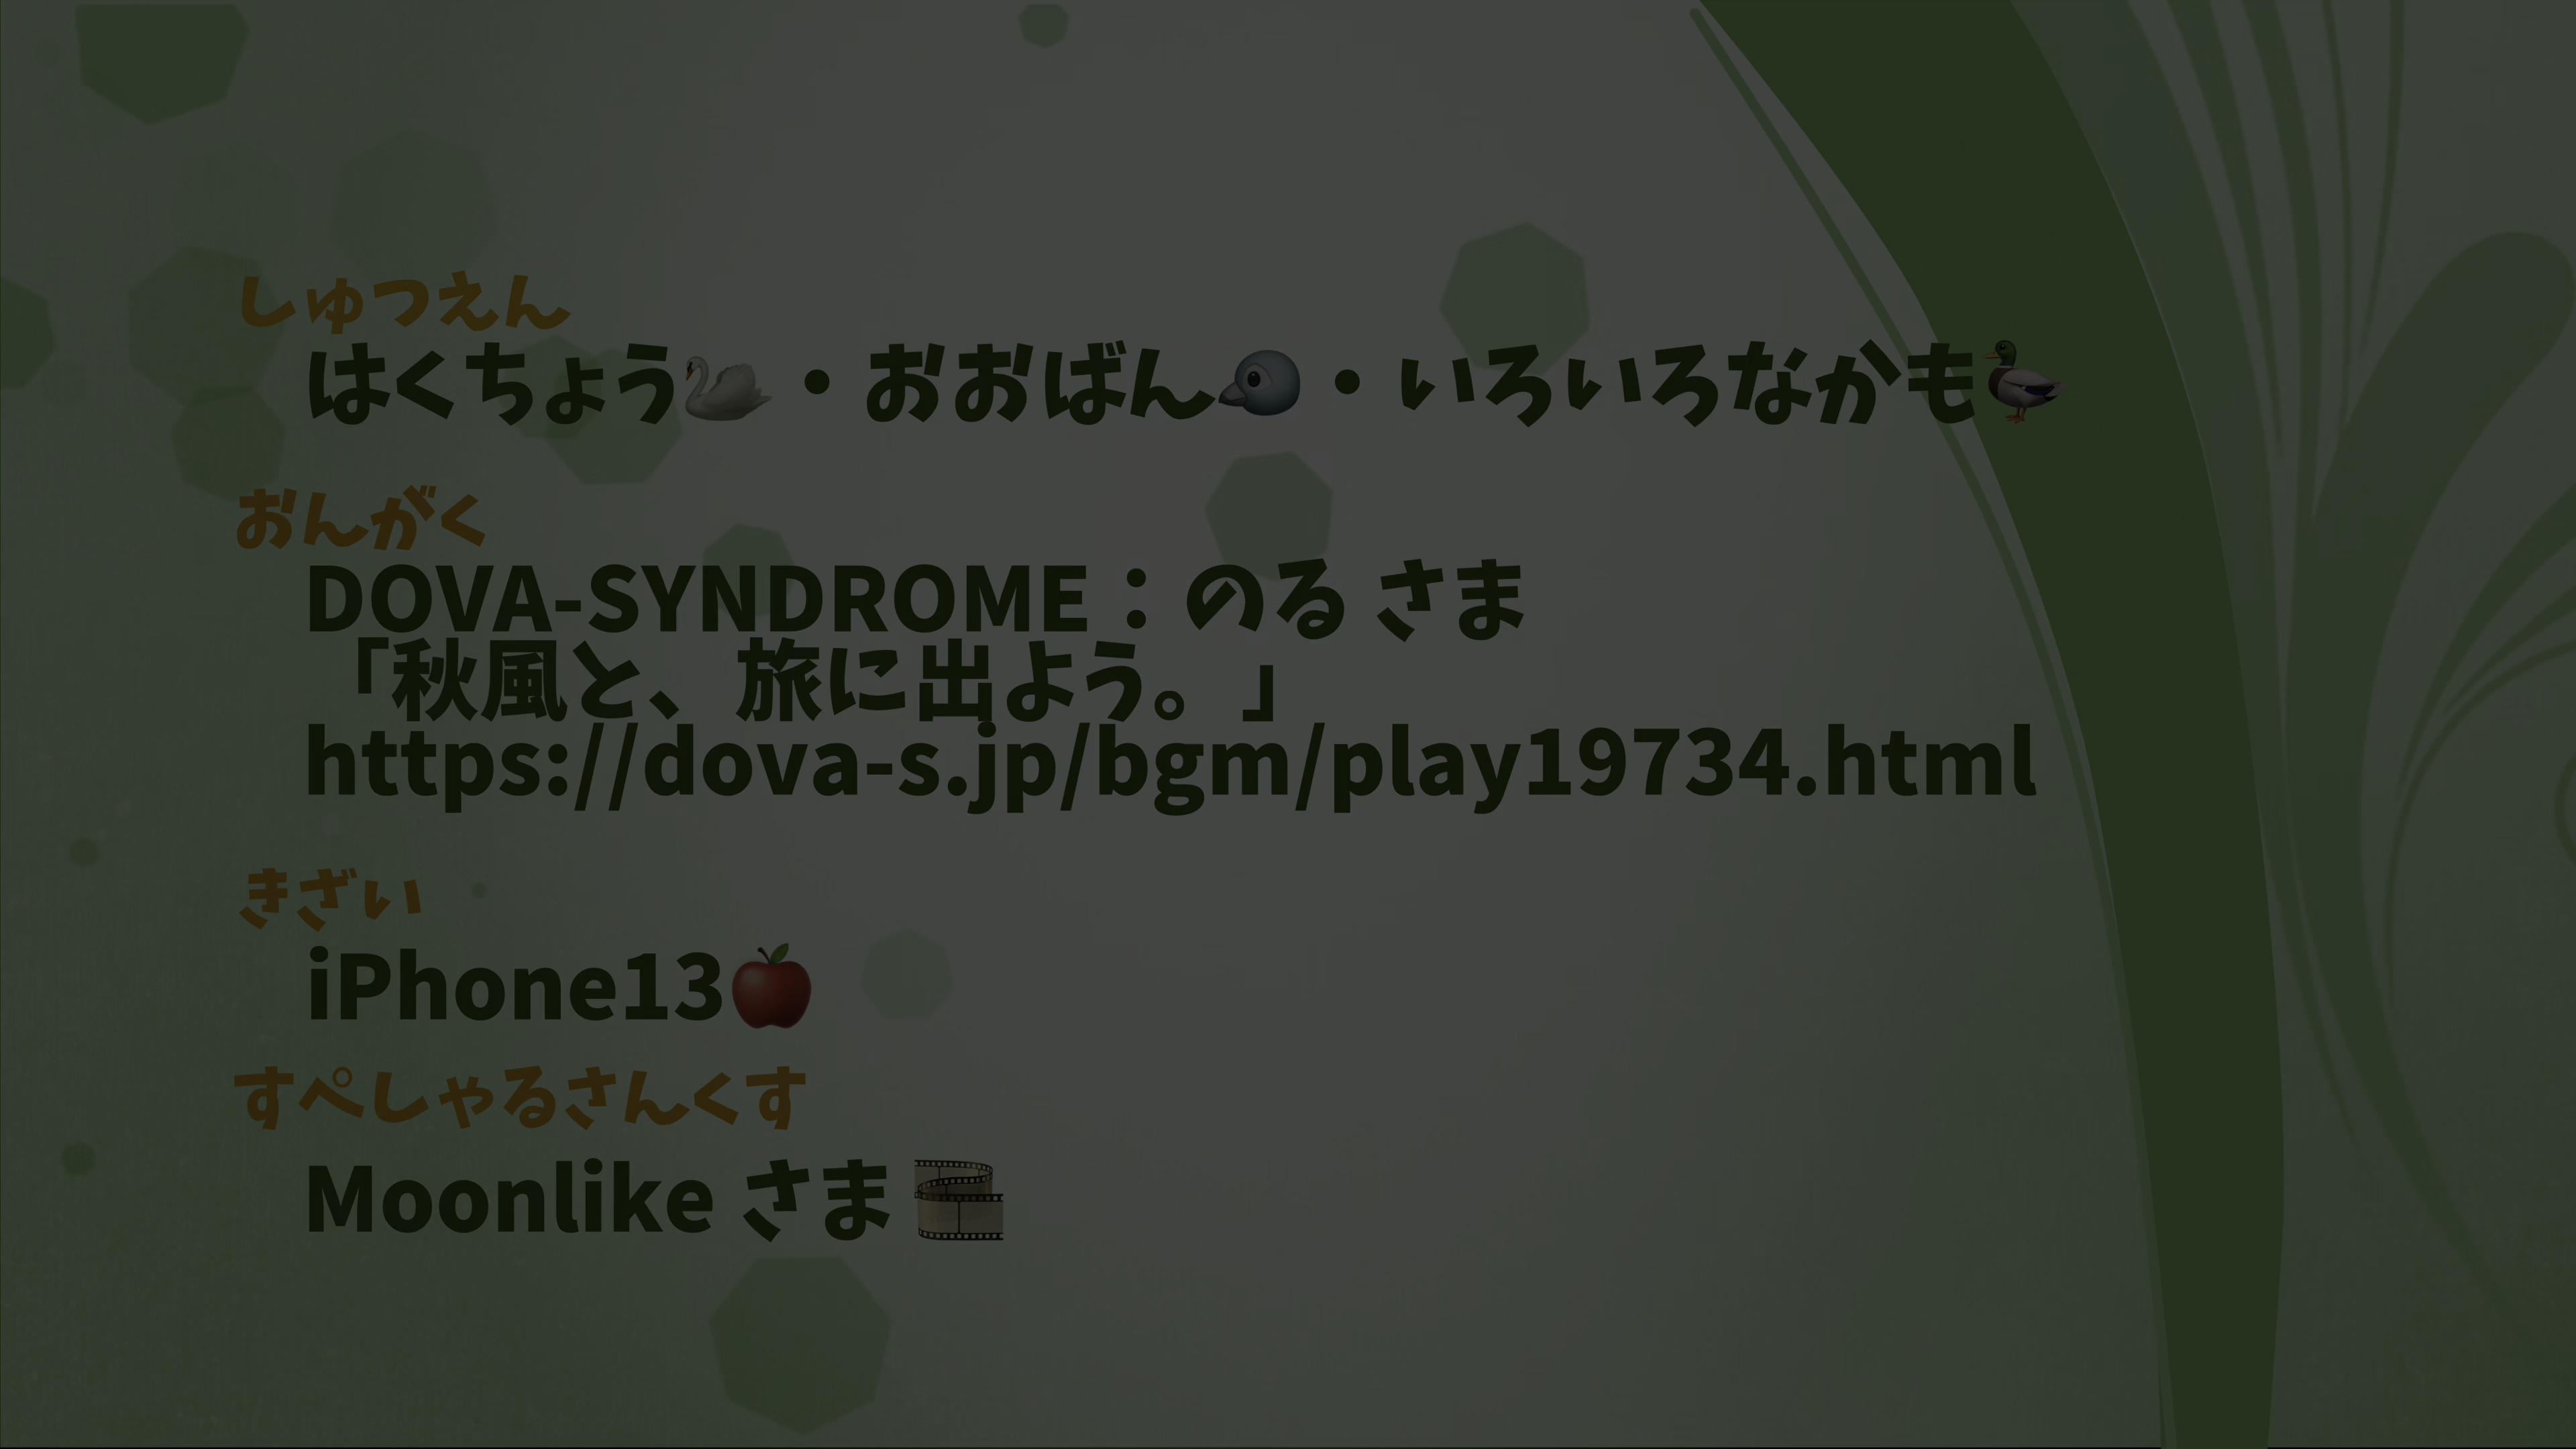 しゅつえん
はくちょう🦢・おおばん🐦・いろいろなかも🦆
おんがく
DOVA-SYNDROME：のる さま
「秋風と、旅に出よう。」
https://dova-s.jp/bgm/play19734.html
きざい
iPhone13🍎
すぺしゃるさんくす
Moonlike さま🎞